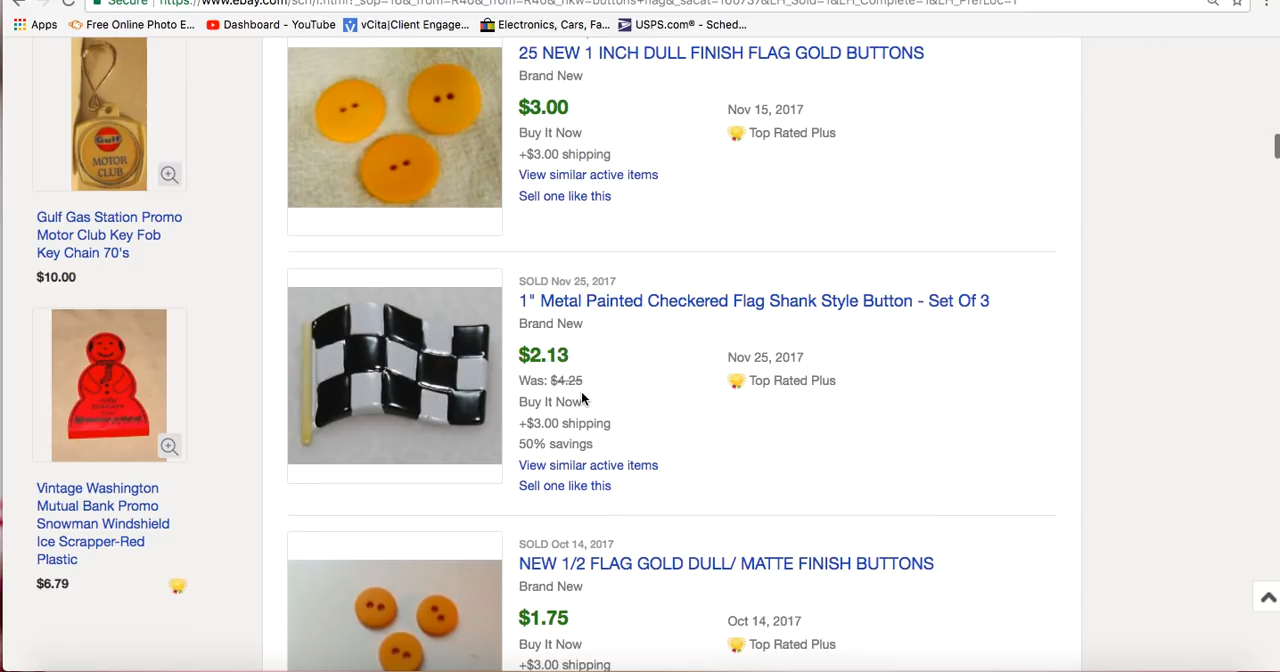 Secure
Apps
Free Online Photo E...
Dashboard - YouTube
vCita|Client Engage...
Electronics, Cars, Fa...
USPS.com® - Sched...
Gulf
MOTOR
CLUB
Gulf Gas Station Promo
Motor Club Key Fob
Key Chain 70's
$10.00
Vintage Washington
Mutual Bank Promo
Snowman Windshield
Ice Scrapper-Red
Plastic
$6.79
25 NEW 1 INCH DULL FINISH FLAG GOLD BUTTONS
Brand New
$3.00
Nov 15, 2017
Buy It Now
Top Rated Plus
+$3.00 shipping
View similar active items
Sell one like this
SOLD Nov 25, 2017
1" Metal Painted Checkered Flag Shank Style Button - Set Of 3
Brand New
$2.13
Nov 25, 2017
Was: $4.25
Top Rated Plus
Buy It Now
+$3.00 shipping
50% savings
View similar active items
Sell one like this
SOLD Oct 14, 2017
NEW 1/2 FLAG GOLD DULL/ MATTE FINISH BUTTONS
Brand New
$1.75
Oct 14, 2017
Buy It Now
Top Rated Plus
+$3.00 shipping